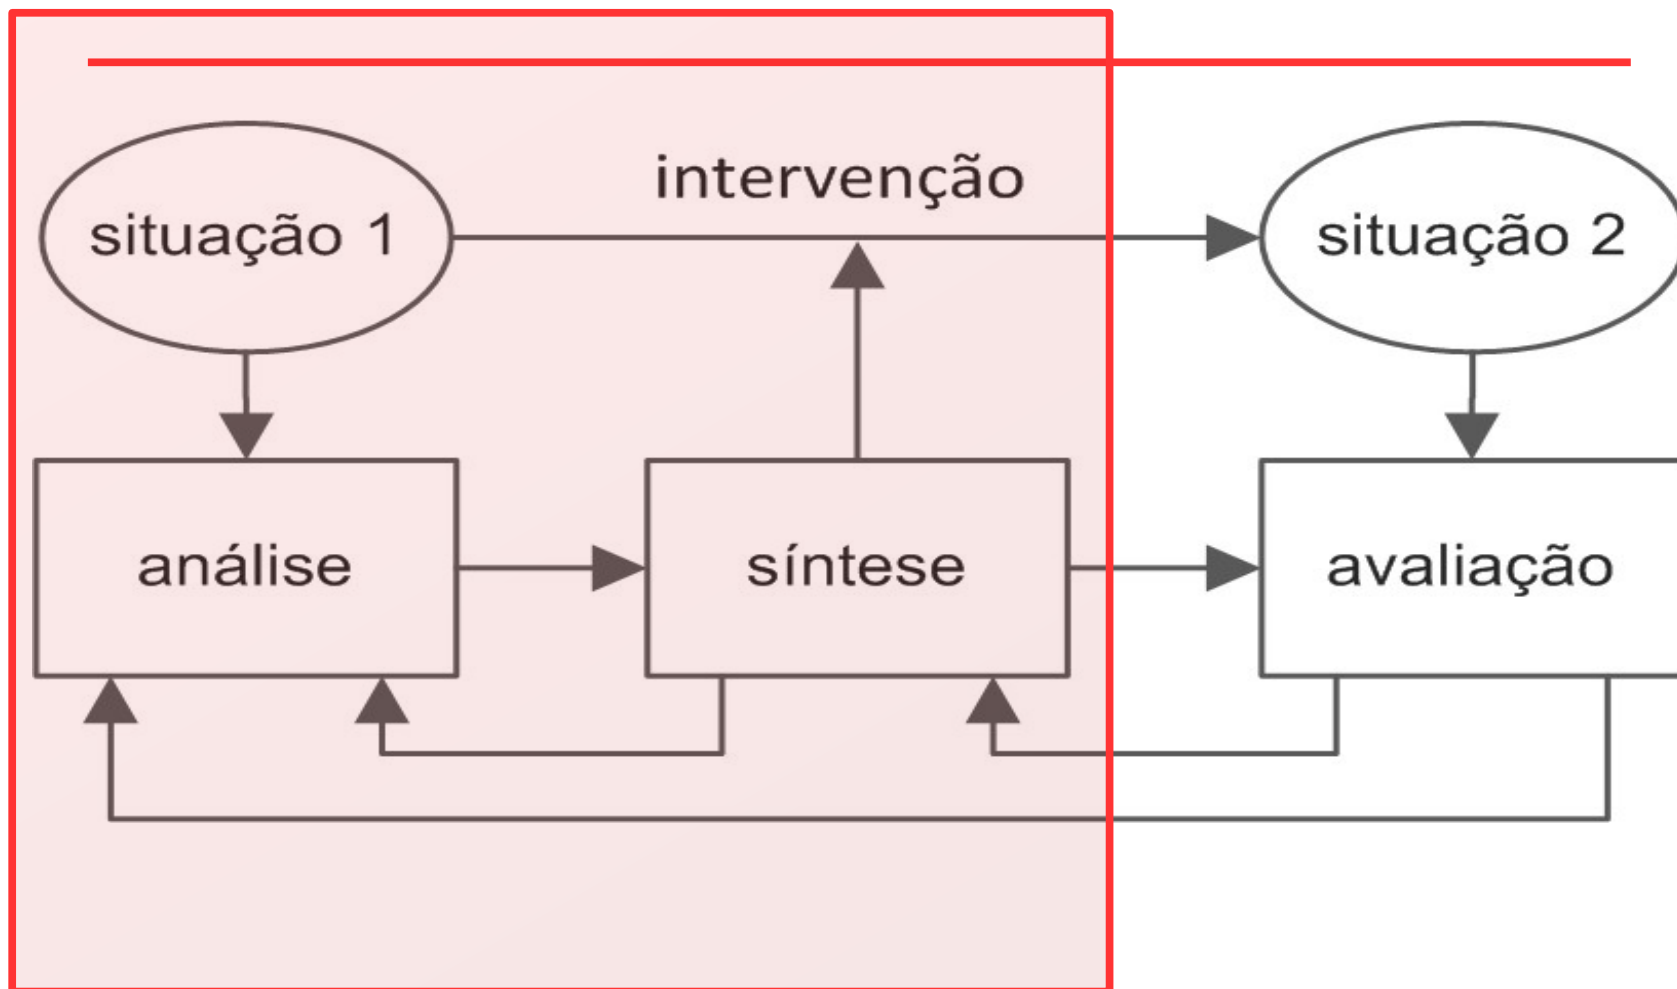 intervenção
situação 1
situação 2
análise
síntese
avaliação